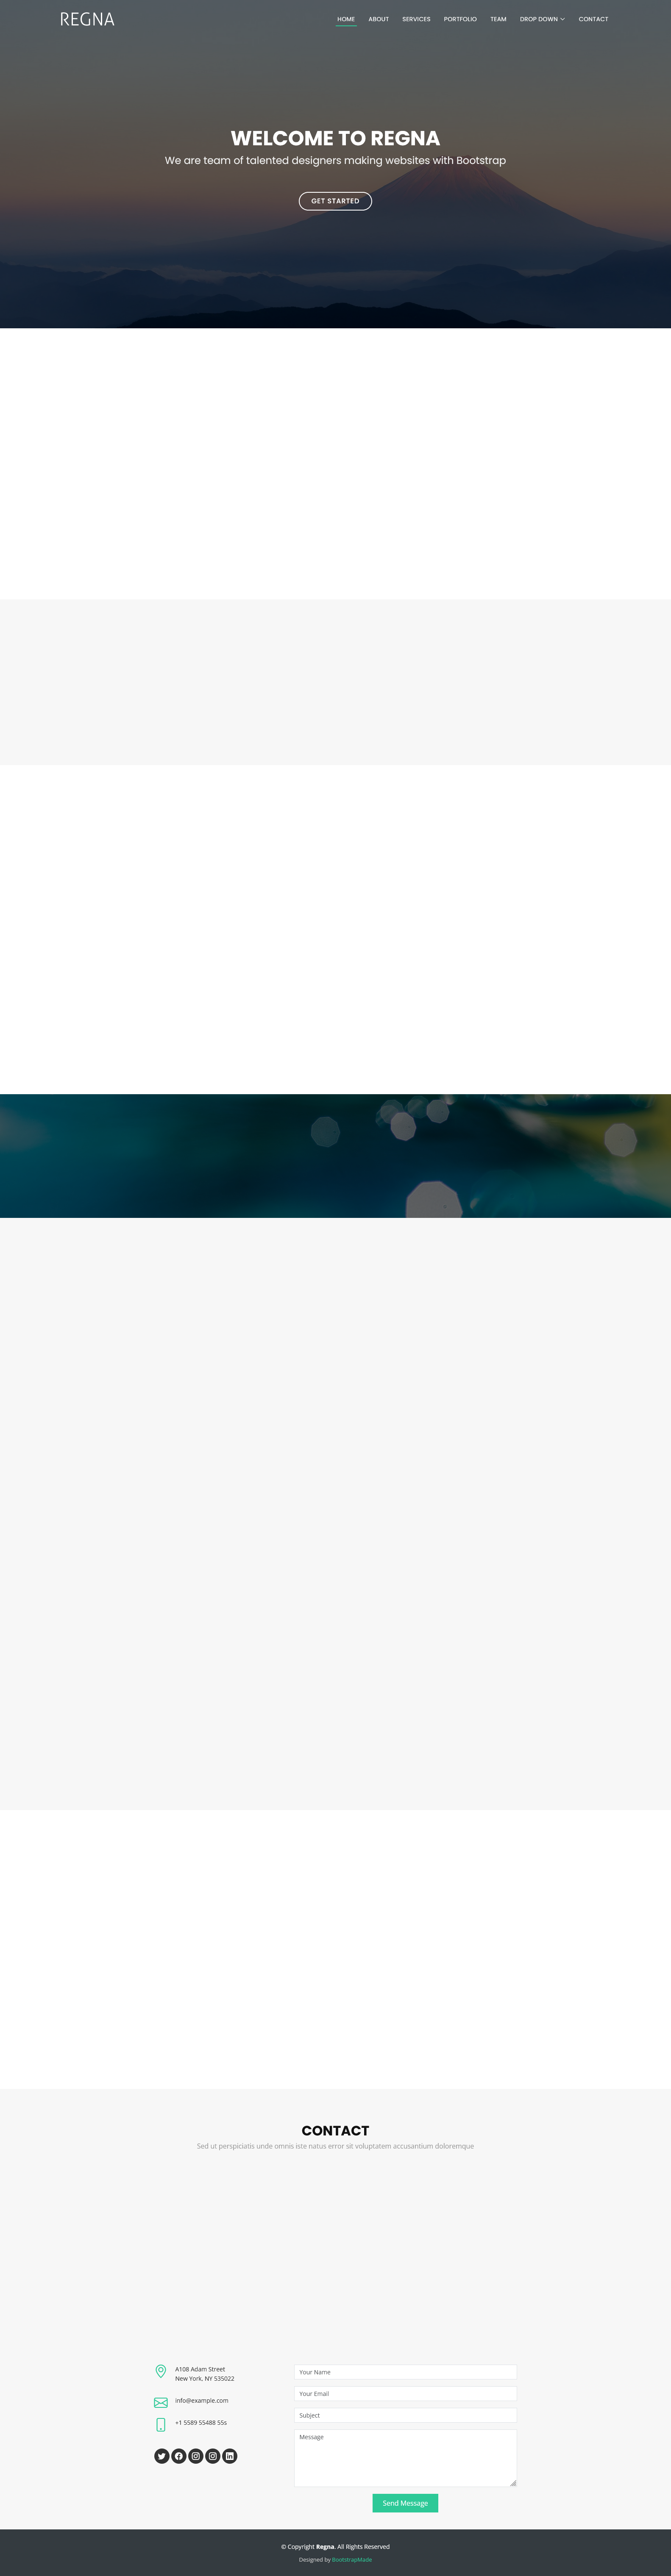 REGNA
HOME ABOUT SERVICES PORTFOLIO TEAM DROP DOWN CONTACT
WELCOME TO REGNA
We are team of talented designers making websites with Bootstrap
GET STARTED
CONTACT
Sed ut perspiciatis unde omnis iste natus error sit voluptatem accusantium doloremque
A108 Adam Street
New York, NY 535022
info@example.com
+1 5589 55488 55s
Your Name
Your Email
Subject
Message
Send Message
© Copyright Regna. All Rights Reserved
Designed by BootstrapMade